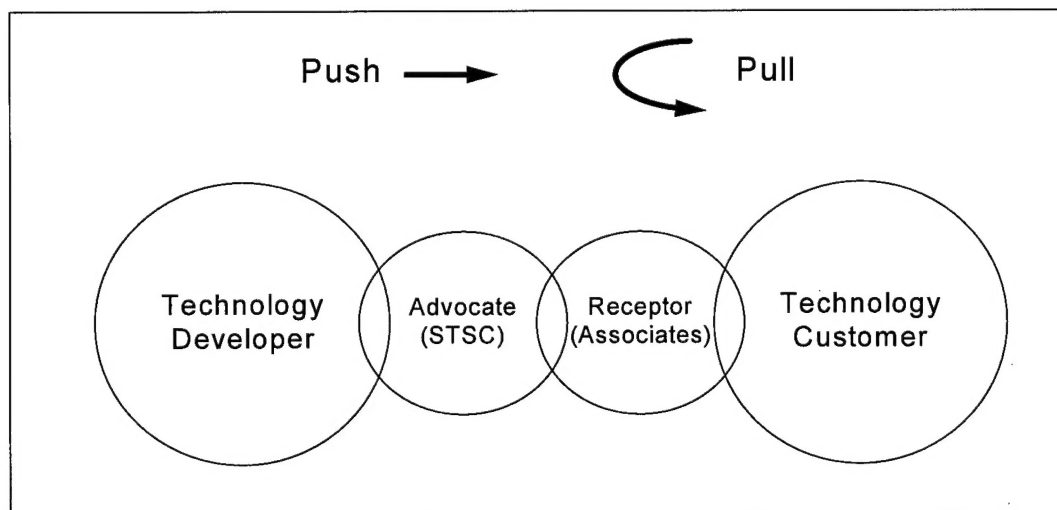 Push
Pull
Technology
Developer
Advocate
(STSC)
Receptor
(Associates)
Technology
Customer